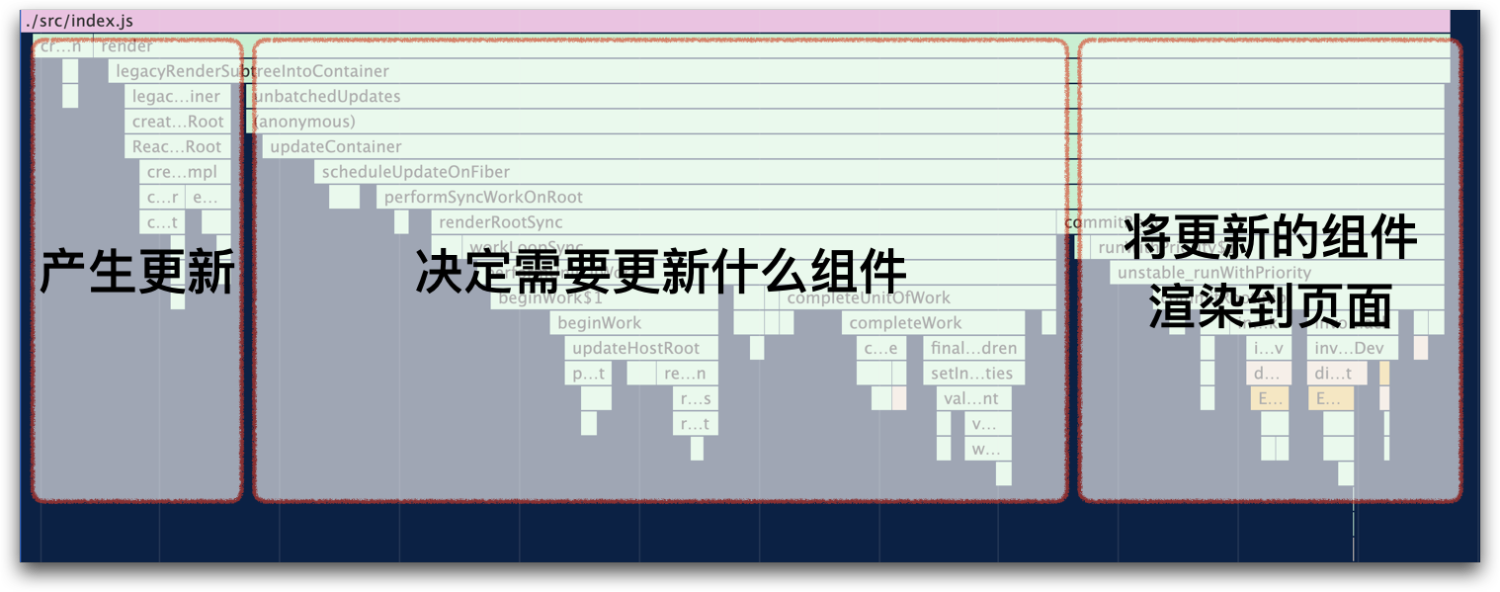 ./src/index.js
cr...n render
legacyRenderSubtreeIntoContainer
legac...iner unbatchedUpdates
creat...Root (anonymous)
Reac...Root updateContainer
cre...mpl scheduleUpdateOnFiber
c...r e... performSyncWorkOnRoot
c...t renderRootSync
workLoopSync
产生更新
决定需要更新什么组件
将更新的组件
渲染到页面
unstable_runWithPriority
beginWork$1 completeUnitOfWork
beginWork completeWork
updateHostRoot c...e final...dren i...v inv...Dev
p...t re...n setIn...ties d... di...t
r...s val...nt E... E...
r...t v...
w...